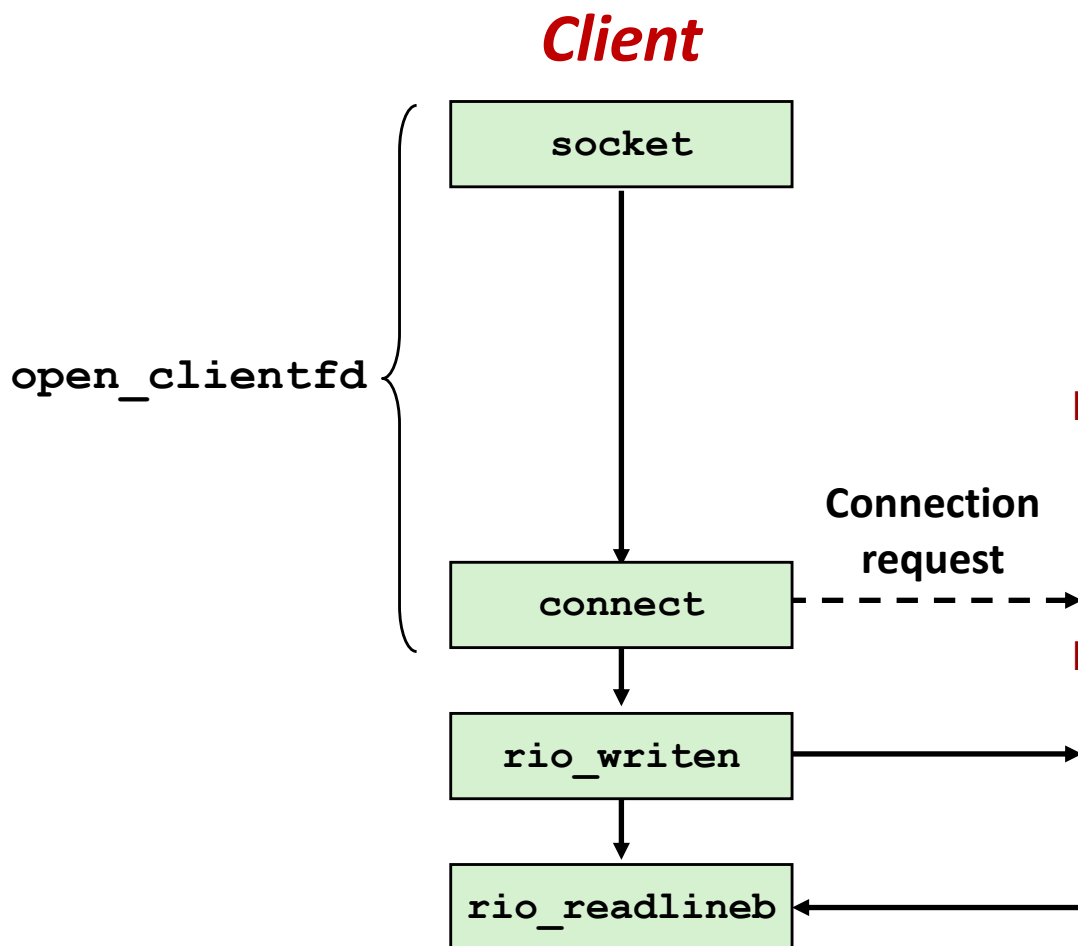 Client
socket
open_clientfd
Connection
request
connect
rio_writen
rio_readlineb